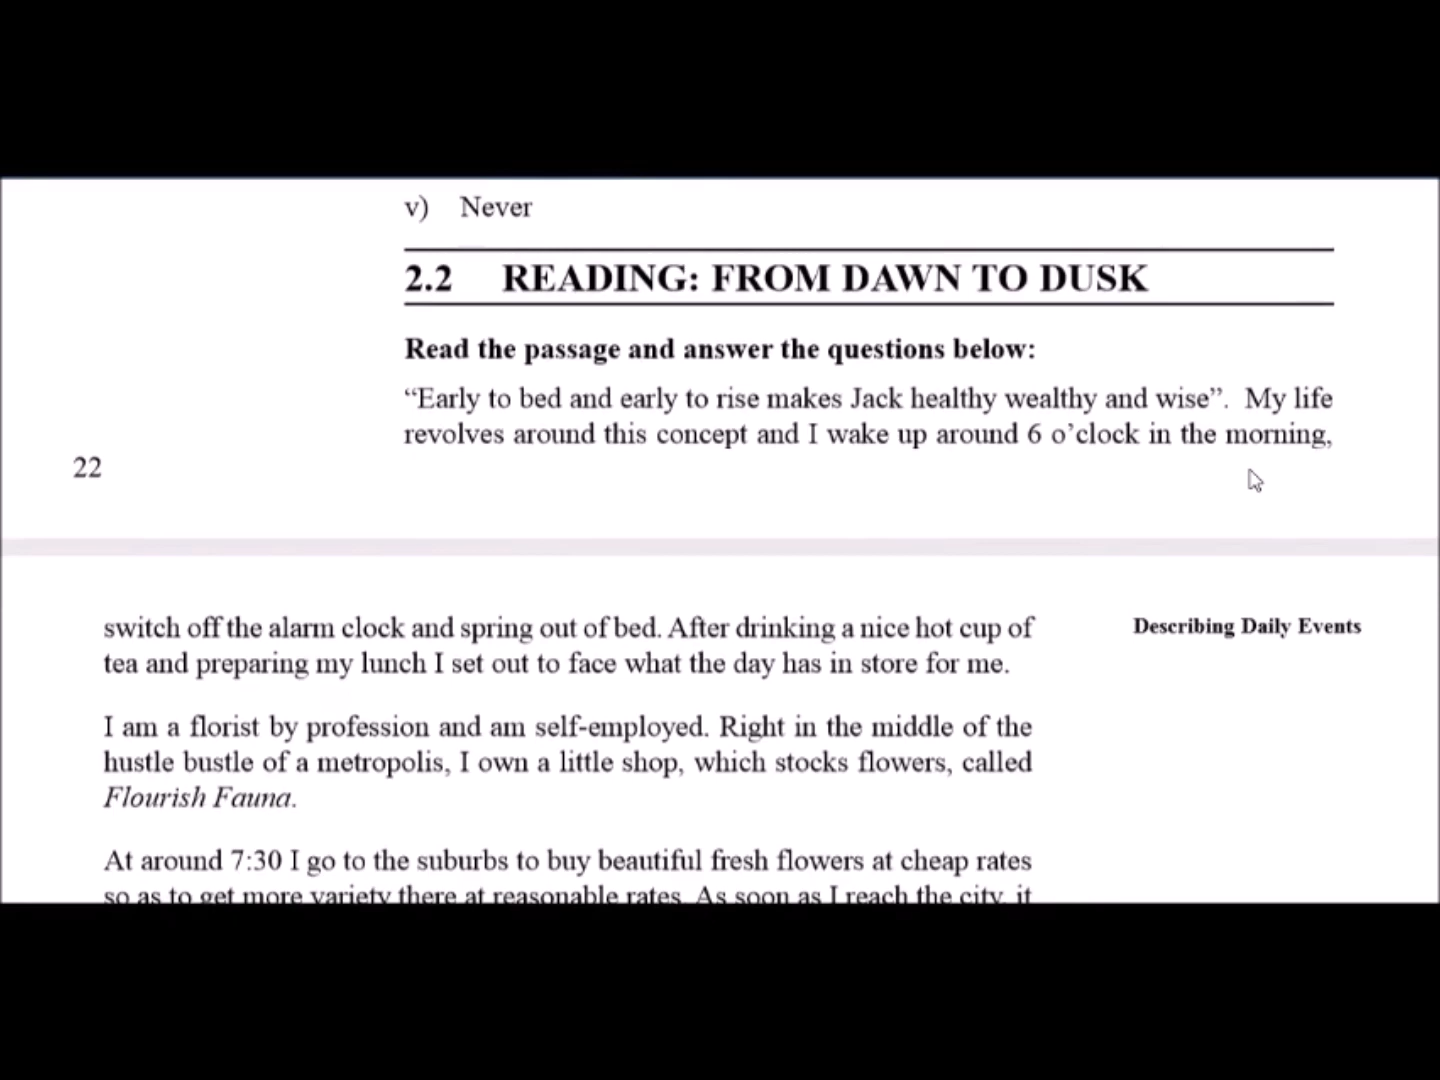 v) Never
2.2 READING: FROM DAWN TO DUSK
Read the passage and answer the questions below:
“Early to bed and early to rise makes Jack healthy wealthy and wise”. My life
revolves around this concept and I wake up around 6 o’clock in the morning,
22
switch off the alarm clock and spring out of bed. After drinking a nice hot cup of
tea and preparing my lunch I set out to face what the day has in store for me.
Describing Daily Events
I am a florist by profession and am self-employed. Right in the middle of the
hustle bustle of a metropolis, I own a little shop, which stocks flowers, called
Flourish Fauna.
At around 7:30 I go to the suburbs to buy beautiful fresh flowers at cheap rates
so as to get more variety there at reasonable rates. As soon as I reach the city, it